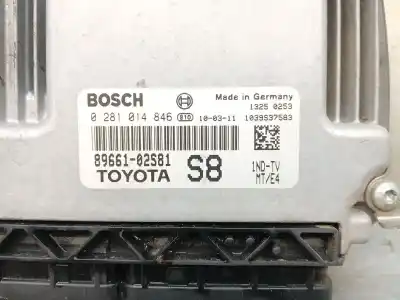 BOSCH Made in Germany
1325 0253
0 281 014 846 e10 10-03-11 1039S37583
89661-02S81
TOYOTA S8
1ND-TV
MT/E4